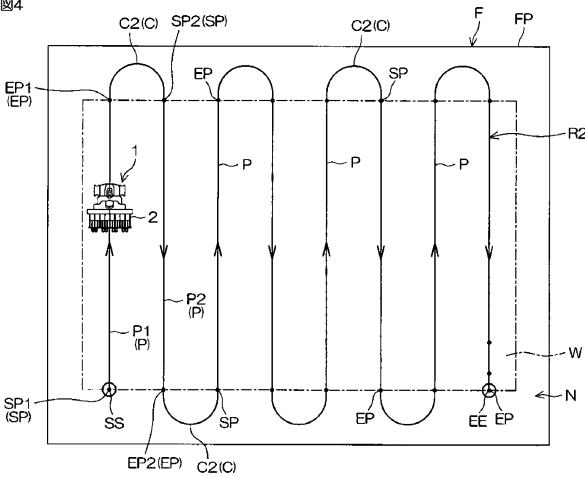 図4
C2(C)
SP2(SP)
C2(C)
F
FP
EP1
(EP)
EP
SP
R2
1
P
P
P
2
P2
(P)
P1
(P)
W
SP1
(SP)
SS
SP
EP
EE
EP
N
EP2(EP)
C2(C)